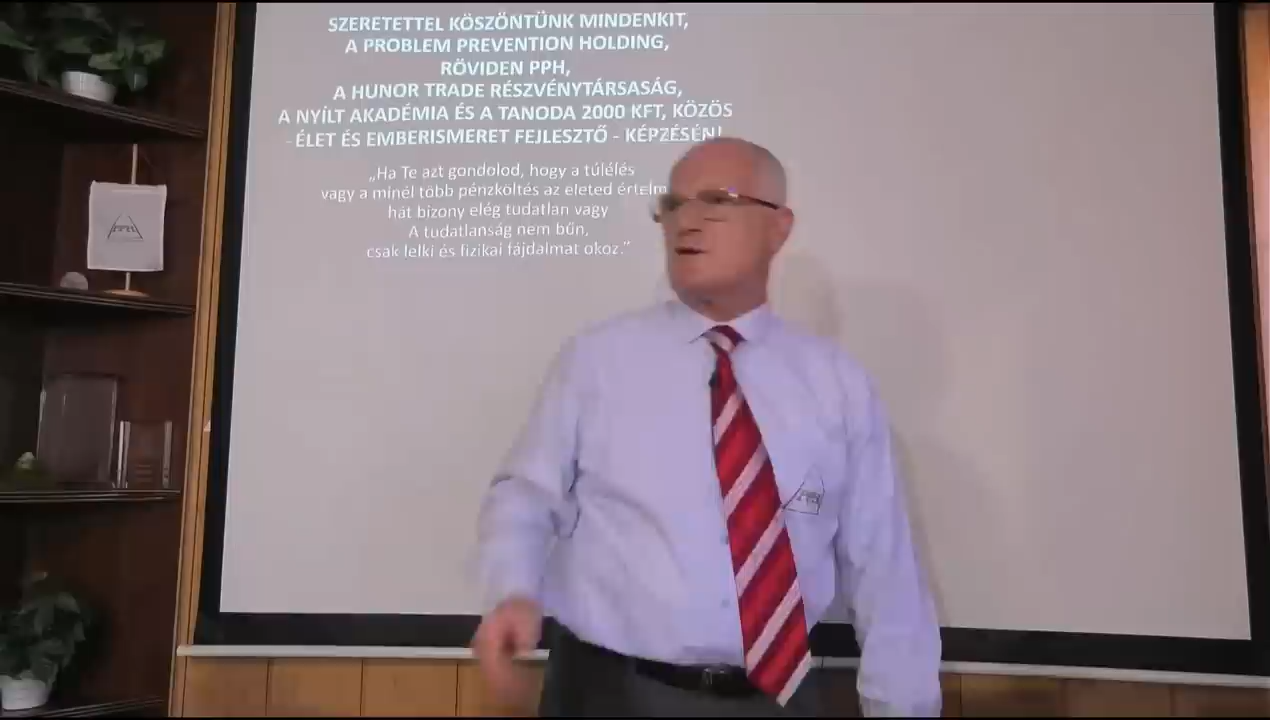 SZERETETTEL KÖSZÖNTÜNK MINDENKIT,
A PROBLEM PREVENTION HOLDING,
RÖVIDEN PPH,
A HUNOR TRADE RÉSZVÉNYTÁRSASÁG,
A NYÍLT AKADÉMIA ÉS A TANODA 2000 KFT, KÖZÖS
- ÉLET ÉS EMBERISMERET FEJLESZTŐ - KÉPZÉSÉN!
„Ha Te azt gondolod, hogy a túlélés
vagy a minél több pénzköltés az életed értelm
hát bizony elég tudatlan vagy
A tudatlanság nem bűn,
csak lelki és fizikai fájdalmat okoz.”